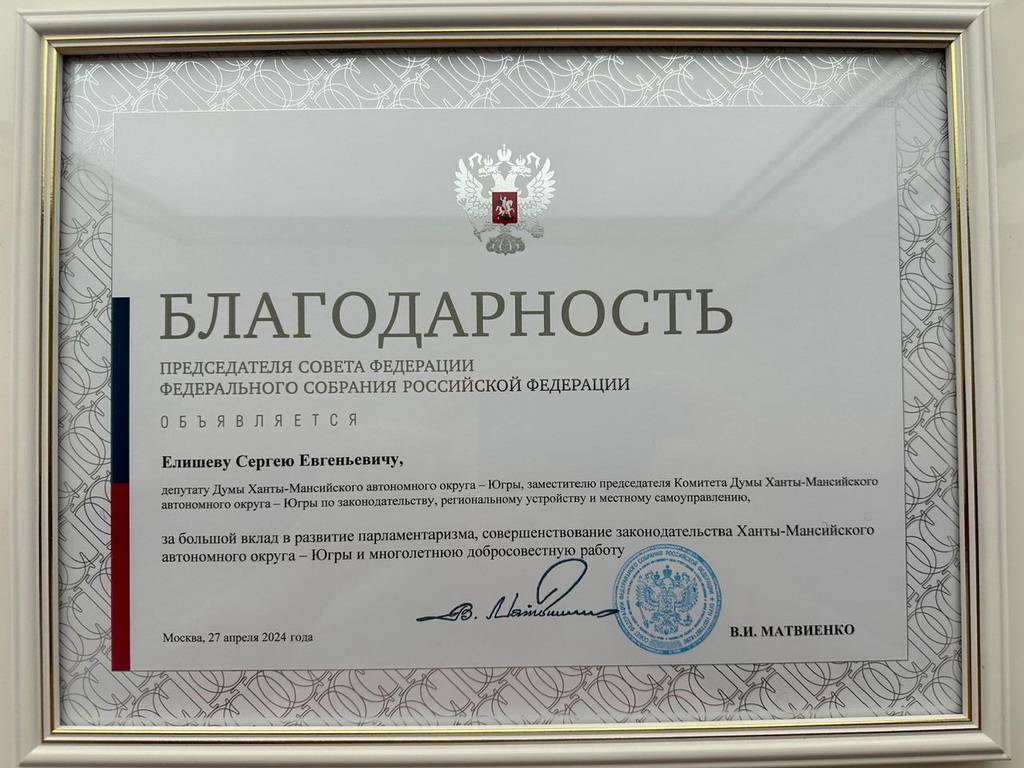 БЛАГОДАРНОСТЬ
ПРЕДСЕДАТЕЛЯ СОВЕТА ФЕДЕРАЦИИ
ФЕДЕРАЛЬНОГО СОБРАНИЯ РОССИЙСКОЙ ФЕДЕРАЦИИ
ОБЪЯВЛЯЕТСЯ
Елишеву Сергею Евгеньевичу,
депутату Думы Ханты-Мансийского автономного округа – Югры, заместителю председателя Комитета Думы Ханты-Мансийского
автономного округа – Югры по законодательству, региональному устройству и местному самоуправлению,
за большой вклад в развитие парламентаризма, совершенствование законодательства Ханты-Мансийского
автономного округа – Югры и многолетнюю добросовестную работу
Москва, 27 апреля 2024 года
В.И. МАТВИЕНКО